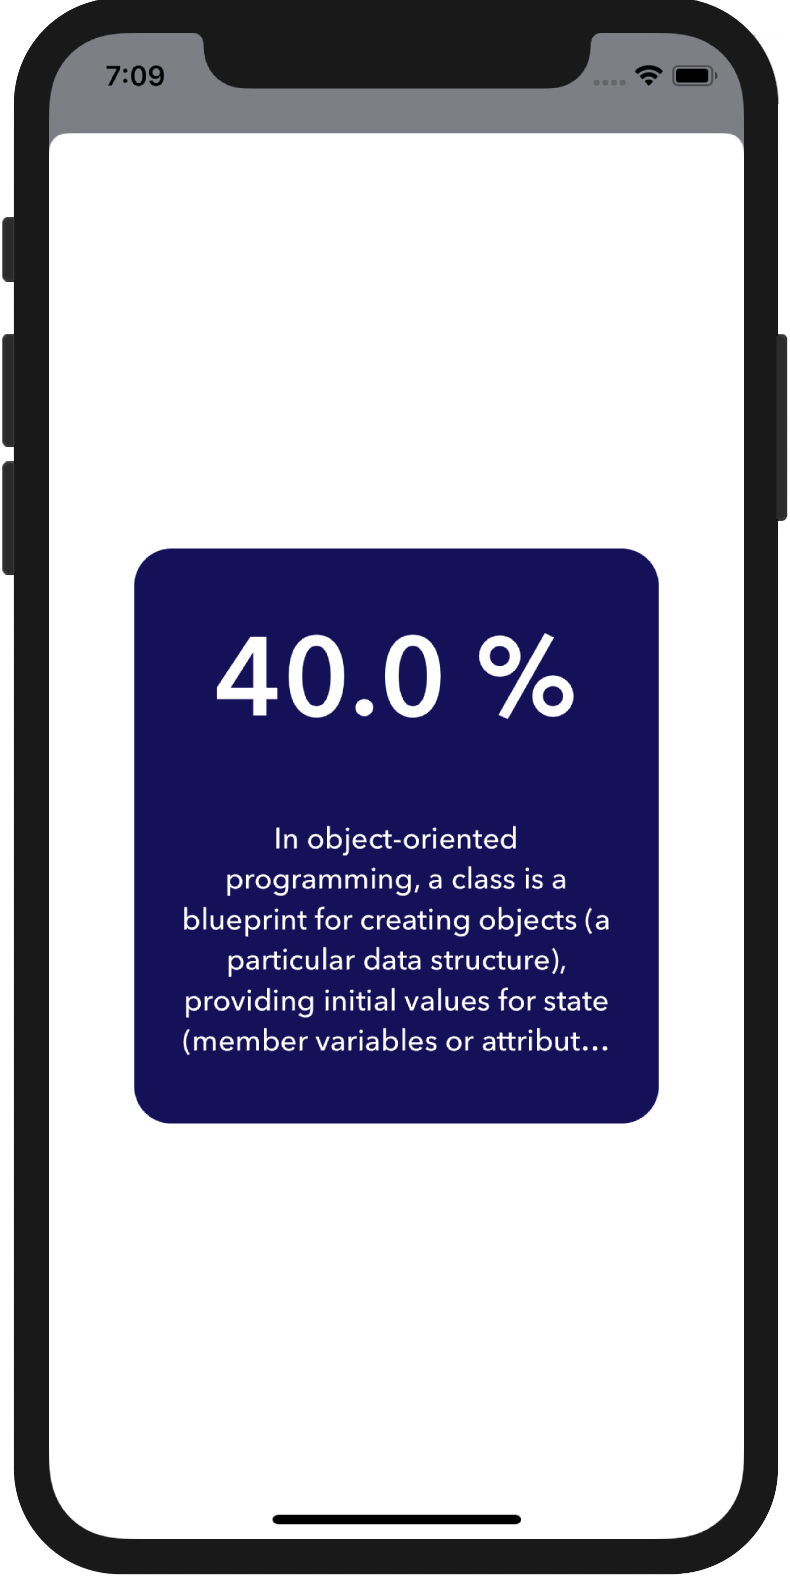 7:09
40.0 %
In object-oriented
programming, a class is a
blueprint for creating objects (a
particular data structure),
providing initial values for state
(member variables or attribut...